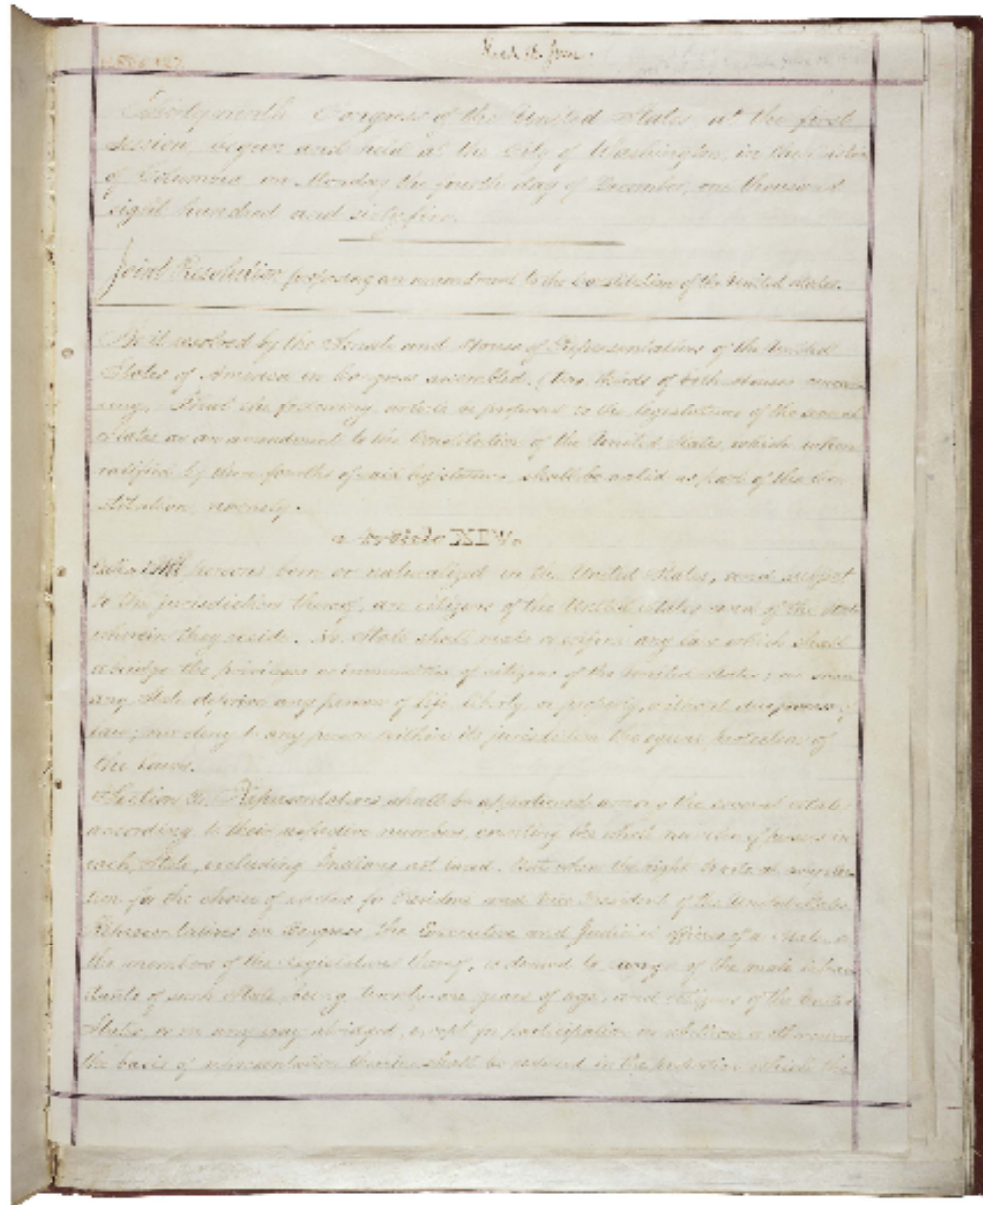 Thirty-ninth Congress of the United States, at the first
session, begun and held at the City of Washington, in the District
of Columbia on Monday the fourth day of December, one thousand
eight hundred and sixty-five.
Joint Resolution proposing an amendment to the Constitution of the United States.
Be it resolved by the Senate and House of Representatives of the United
States of America in Congress assembled, (two thirds of both Houses concur-
ring,) That the following article be proposed to the legislatures of the several
States as an amendment to the Constitution of the United States, which when
ratified by three fourths of said legislatures, shall be valid as part of the Con-
stitution, namely:
Article XIV.
Section 1. All persons born or naturalized in the United States, and subject
to the jurisdiction thereof, are citizens of the United States and of the State
wherein they reside. No State shall make or enforce any law which shall
abridge the privileges or immunities of citizens of the United States; nor shall
any State deprive any person of life, liberty, or property, without due process of
law; nor deny to any person within its jurisdiction the equal protection of
the laws.
Section 2. Representatives shall be apportioned among the several States
according to their respective numbers, counting the whole number of persons in
each State, excluding Indians not taxed. But when the right to vote at any elec-
tion for the choice of electors for President and Vice President of the United States,
Representatives in Congress, the Executive and Judicial officers of a State, or
the members of the Legislature thereof, is denied to any of the male inhabi-
tants of such State, being twenty-one years of age, and citizens of the United
States, or in any way abridged, except for participation in rebellion or other crime,
the basis of representation therein shall be reduced in the proportion which the